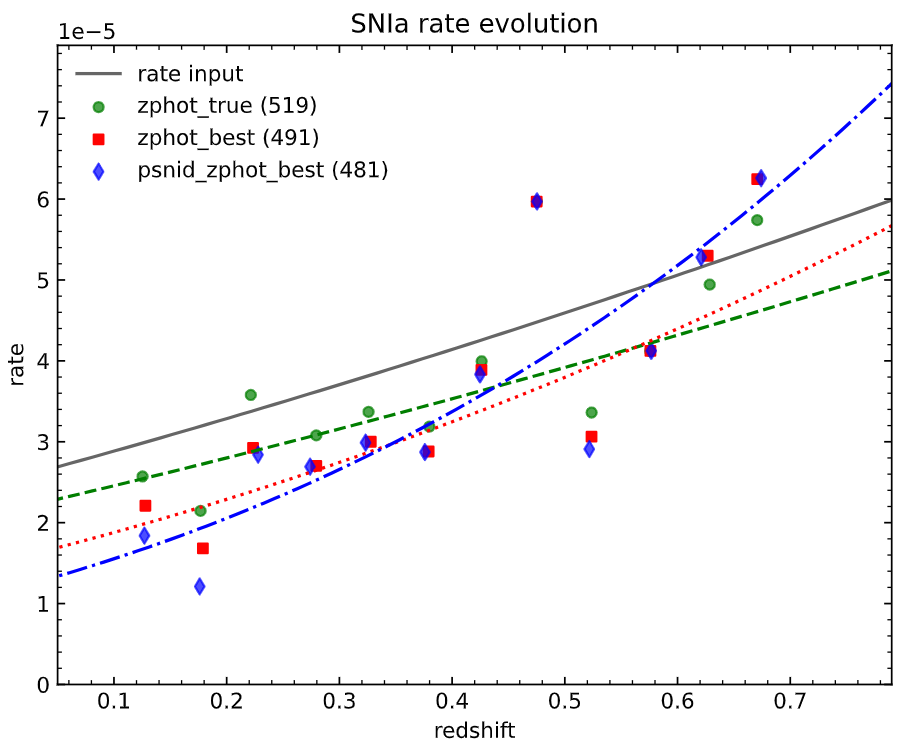 SNIa rate evolution
1e−5
rate input
zphot_true (519)
zphot_best (491)
psnid_zphot_best (481)
7
6
5
4
3
2
1
0
rate
0.1 0.2 0.3 0.4 0.5 0.6 0.7
redshift